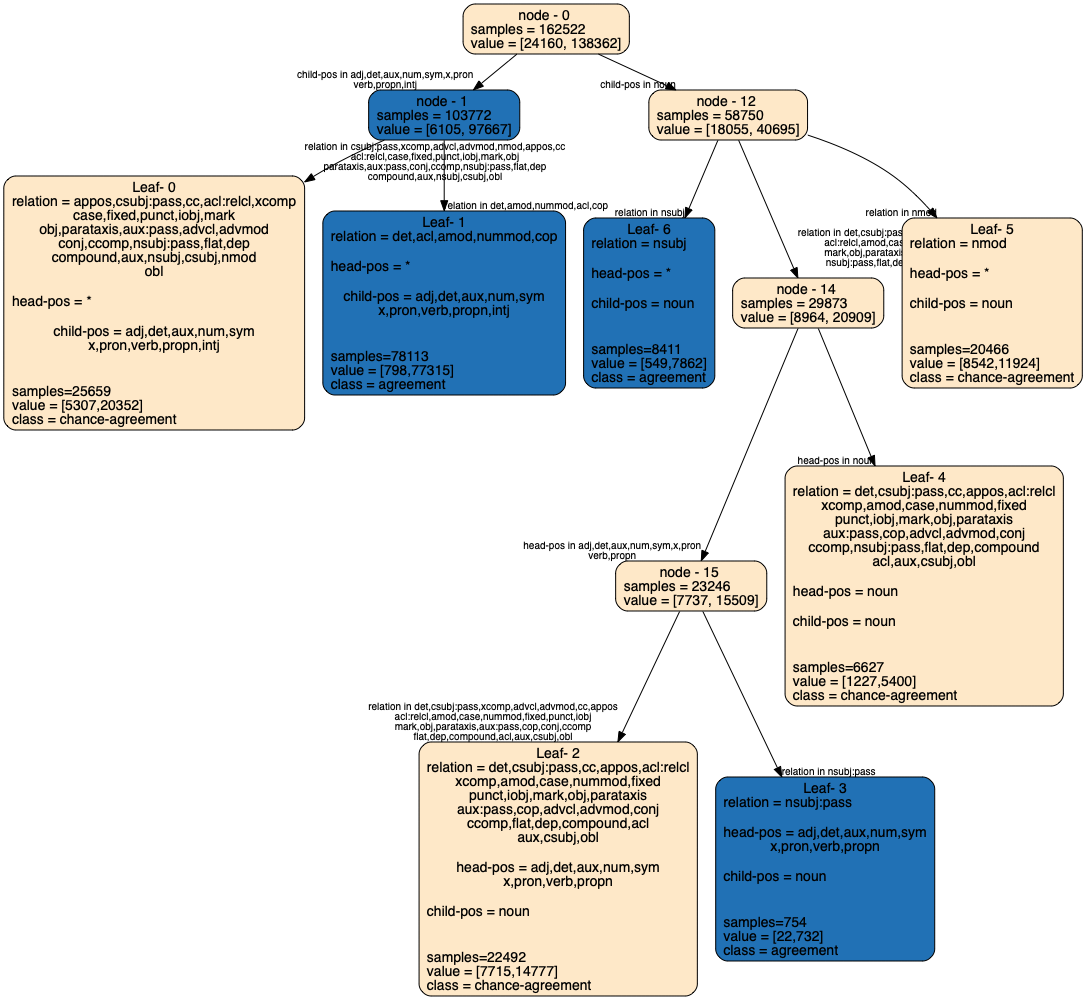 node - 0
samples = 162522
value = [24160, 138362]
child-pos in adj,det,aux,num,sym,x,pron
verb,propn,intj
child-pos in noun
node - 1
samples = 103772
value = [6105, 97667]
node - 12
samples = 58750
value = [18055, 40695]
relation in csubj:pass,xcomp,advcl,advmod,nmod,appos,cc
acl:relcl,case,fixed,punct,iobj,mark,obj
parataxis,aux:pass,conj,ccomp,nsubj:pass,flat,dep
compound,aux,nsubj,csubj,obl
relation in det,amod,nummod,acl,cop
relation in nsubj
relation in det,csubj:pas
acl:relcl,amod,cas
mark,obj,parataxis
nsubj:pass,flat,de
relation in nmod
Leaf- 0
relation = appos,csubj:pass,cc,acl:relcl,xcomp
case,fixed,punct,iobj,mark
obj,parataxis,aux:pass,advcl,advmod
conj,ccomp,nsubj:pass,flat,dep
compound,aux,nsubj,csubj,nmod
obl
head-pos = *
child-pos = adj,det,aux,num,sym
x,pron,verb,propn,intj
samples=25659
value = [5307,20352]
class = chance-agreement
Leaf- 1
relation = det,acl,amod,nummod,cop
head-pos = *
child-pos = adj,det,aux,num,sym
x,pron,verb,propn,intj
samples=78113
value = [798,77315]
class = agreement
Leaf- 6
relation = nsubj
head-pos = *
child-pos = noun
samples=8411
value = [549,7862]
class = agreement
node - 14
samples = 29873
value = [8964, 20909]
Leaf- 5
relation = nmod
head-pos = *
child-pos = noun
samples=20466
value = [8542,11924]
class = chance-agreement
head-pos in adj,det,aux,num,sym,x,pron
verb,propn
head-pos in noun
node - 15
samples = 23246
value = [7737, 15509]
Leaf- 4
relation = det,csubj:pass,cc,appos,acl:relcl
xcomp,amod,case,nummod,fixed
punct,iobj,mark,obj,parataxis
aux:pass,cop,advcl,advmod,conj
ccomp,nsubj:pass,flat,dep,compound
acl,aux,csubj,obl
head-pos = noun
child-pos = noun
samples=6627
value = [1227,5400]
class = chance-agreement
relation in det,csubj:pass,xcomp,advcl,advmod,cc,appos
acl:relcl,amod,case,nummod,fixed,punct,iobj
mark,obj,parataxis,aux:pass,cop,conj,ccomp
flat,dep,compound,acl,aux,csubj,obl
relation in nsubj:pass
Leaf- 2
relation = det,csubj:pass,cc,appos,acl:relcl
xcomp,amod,case,nummod,fixed
punct,iobj,mark,obj,parataxis
aux:pass,cop,advcl,advmod,conj
ccomp,flat,dep,compound,acl
aux,csubj,obl
head-pos = adj,det,aux,num,sym
x,pron,verb,propn
child-pos = noun
samples=22492
value = [7715,14777]
class = chance-agreement
Leaf- 3
relation = nsubj:pass
head-pos = adj,det,aux,num,sym
x,pron,verb,propn
child-pos = noun
samples=754
value = [22,732]
class = agreement